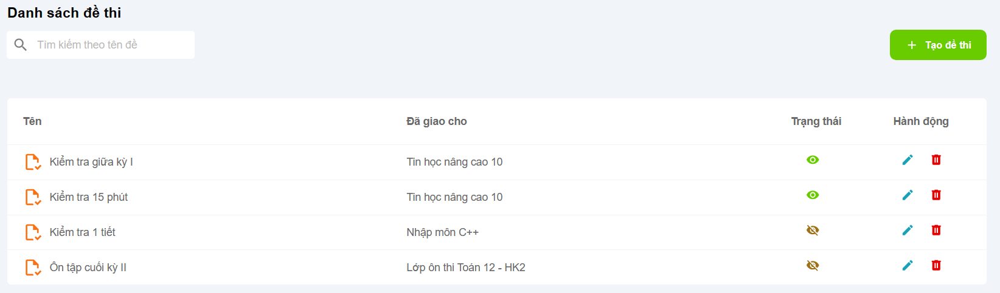 Danh sách đề thi
Tìm kiếm theo tên đề
Tạo đề thi
Tên Đã giao cho Trạng thái Hành động
Kiểm tra giữa kỳ I Tin học nâng cao 10
Kiểm tra 15 phút Tin học nâng cao 10
Kiểm tra 1 tiết Nhập môn C++
Ôn tập cuối kỳ II Lớp ôn thi Toán 12 - HK2